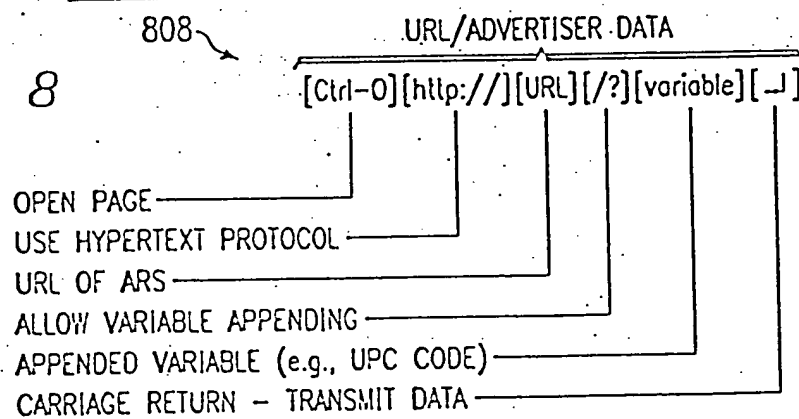 808
URL/ADVERTISER DATA
8
[Ctrl-O][http://][URL][/?][variable][↵]
OPEN PAGE
USE HYPERTEXT PROTOCOL
URL OF ARS
ALLOW VARIABLE APPENDING
APPENDED VARIABLE (e.g., UPC CODE)
CARRIAGE RETURN – TRANSMIT DATA